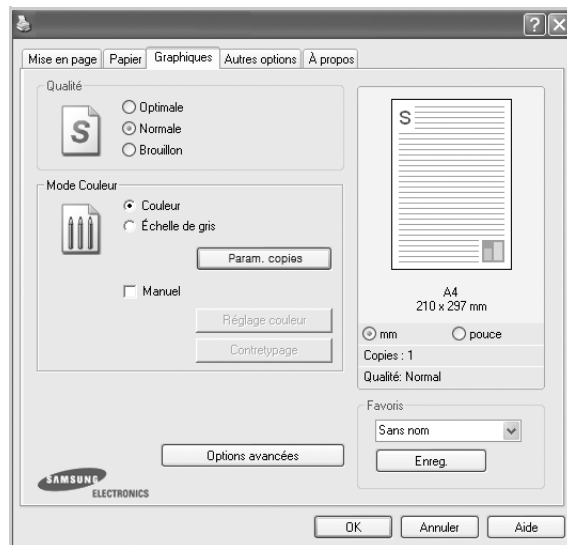 Mise en page Papier Graphiques Autres options À propos
Qualité
S
Optimale
Normale
Brouillon
Mode Couleur
Couleur
Échelle de gris
Param. copies
Manuel
Réglage couleur
Contretypage
Options avancées
SAMSUNG
ELECTRONICS
S
A4
210 x 297 mm
mm pouce
Copies : 1
Qualité: Normal
Favoris
Sans nom
Enreg.
OK Annuler Aide